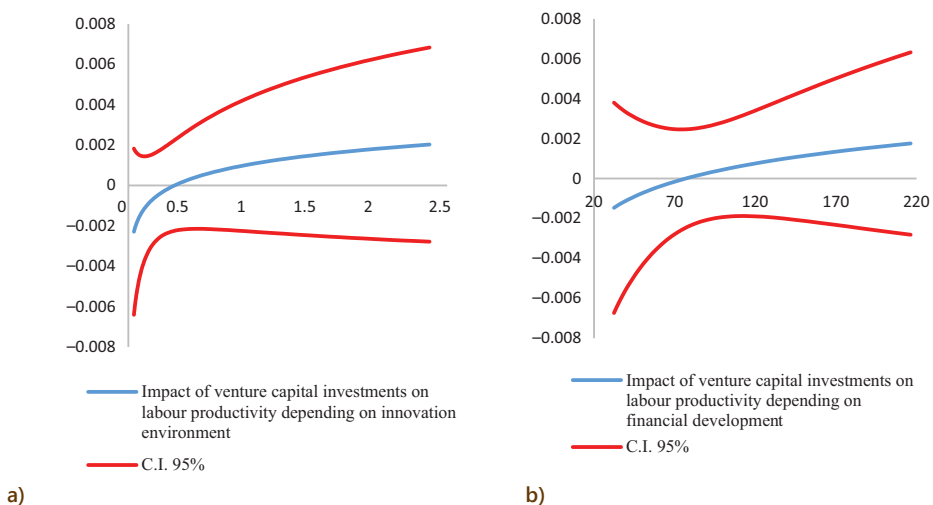 0.008
0.006
0.004
0.002
0
−0.002
−0.004
−0.006
−0.008
0 0.5 1 1.5 2 2.5
Impact of venture capital investments on
labour productivity depending on innovation
environment
C.I. 95%
a)
0.008
0.006
0.004
0.002
0
−0.002
−0.004
−0.006
−0.008
20 70 120 170 220
Impact of venture capital investments on
labour productivity depending on
financial development
C.I. 95%
b)